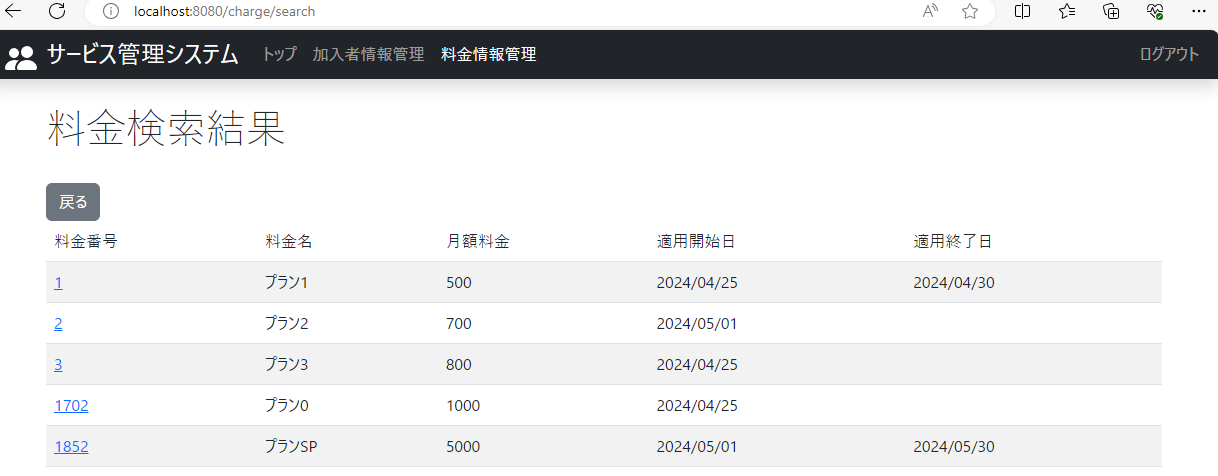 localhost:8080/charge/search
サービス管理システム トップ 加入者情報管理 料金情報管理 ログアウト
料金検索結果
戻る
料金番号 料金名 月額料金 適用開始日 適用終了日
1 プラン1 500 2024/04/25 2024/04/30
2 プラン2 700 2024/05/01
3 プラン3 800 2024/04/25
1702 プラン0 1000 2024/04/25
1852 プランSP 5000 2024/05/01 2024/05/30